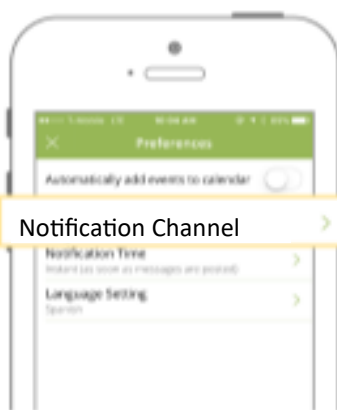 Preferences
Automatically add events to calendar
Notification Channel
Notification Time
Instant (as soon as messages are posted)
Language Setting
Spanish